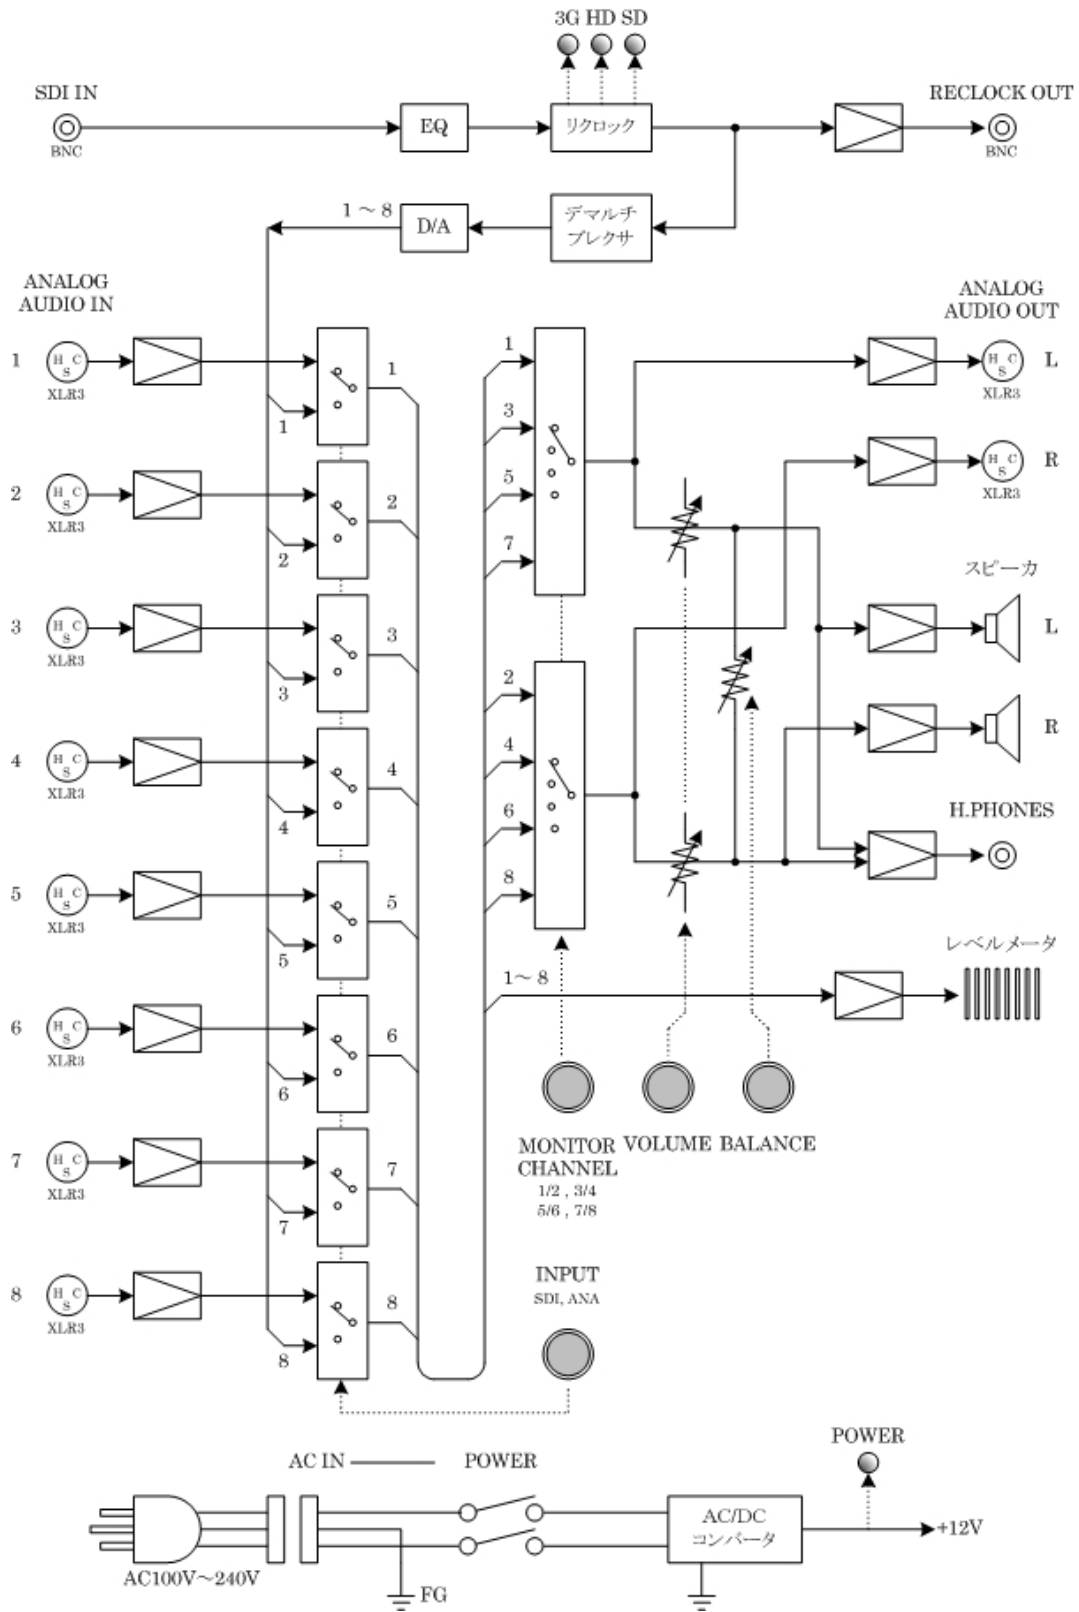 3G HD SD
SDI IN
BNC
EQ
リクロック
RECLOCK OUT
BNC
1 ～ 8
D/A
デマルチ
プレクサ
ANALOG
AUDIO IN
ANALOG
AUDIO OUT
1
H C
S
XLR3
1
1
1
H C
S
XLR3
L
3
2
H C
S
XLR3
2
2
5
H C
S
XLR3
R
7
3
H C
S
XLR3
3
3
スピーカ
L
2
R
4
H C
S
XLR3
4
4
4
6
H.PHONES
5
H C
S
XLR3
5
5
8
レベルメータ
1～ 8
6
H C
S
XLR3
6
6
MONITOR
CHANNEL
1/2 , 3/4
5/6 , 7/8
VOLUME
BALANCE
7
H C
S
XLR3
7
7
INPUT
SDI, ANA
8
H C
S
XLR3
8
8
AC IN
POWER
POWER
AC/DC
コンバータ
+12V
AC100V～240V
FG